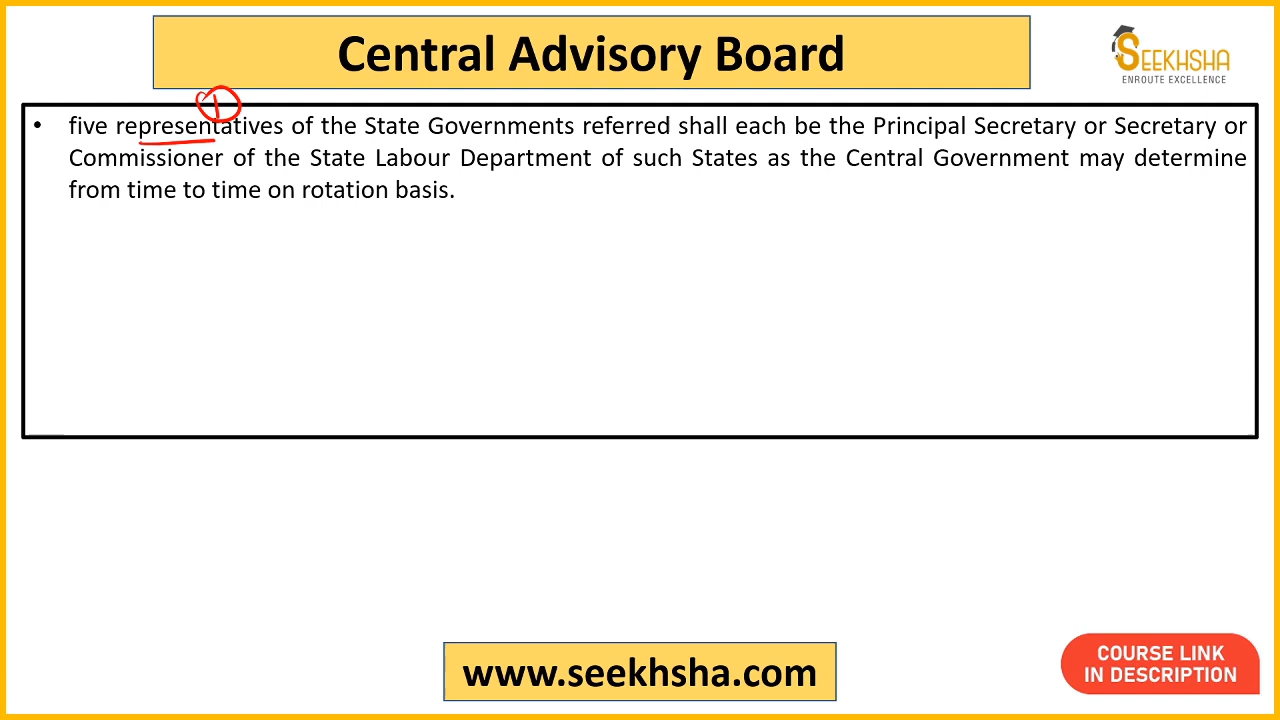 Central Advisory Board
SEEKHSHA
ENROUTE EXCELLENCE
1
• five representatives of the State Governments referred shall each be the Principal Secretary or Secretary or
Commissioner of the State Labour Department of such States as the Central Government may determine
from time to time on rotation basis.
www.seekhsha.com
COURSE LINK
IN DESCRIPTION